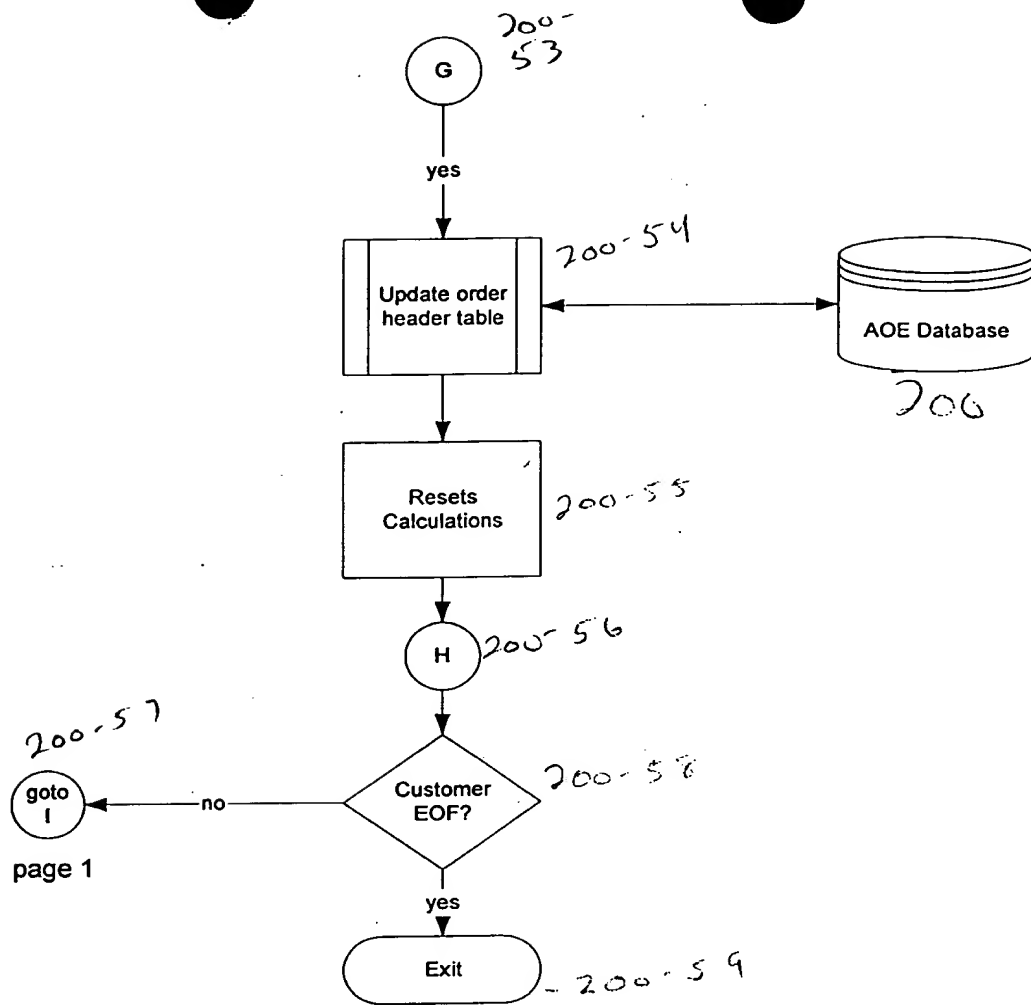 200-
53
G
yes
200-54
Update order
header table
AOE Database
206
Resets
Calculations
200-55
H
200-56
200-57
goto
I
page 1
no
Customer
EOF?
200-58
yes
Exit
- 200-59